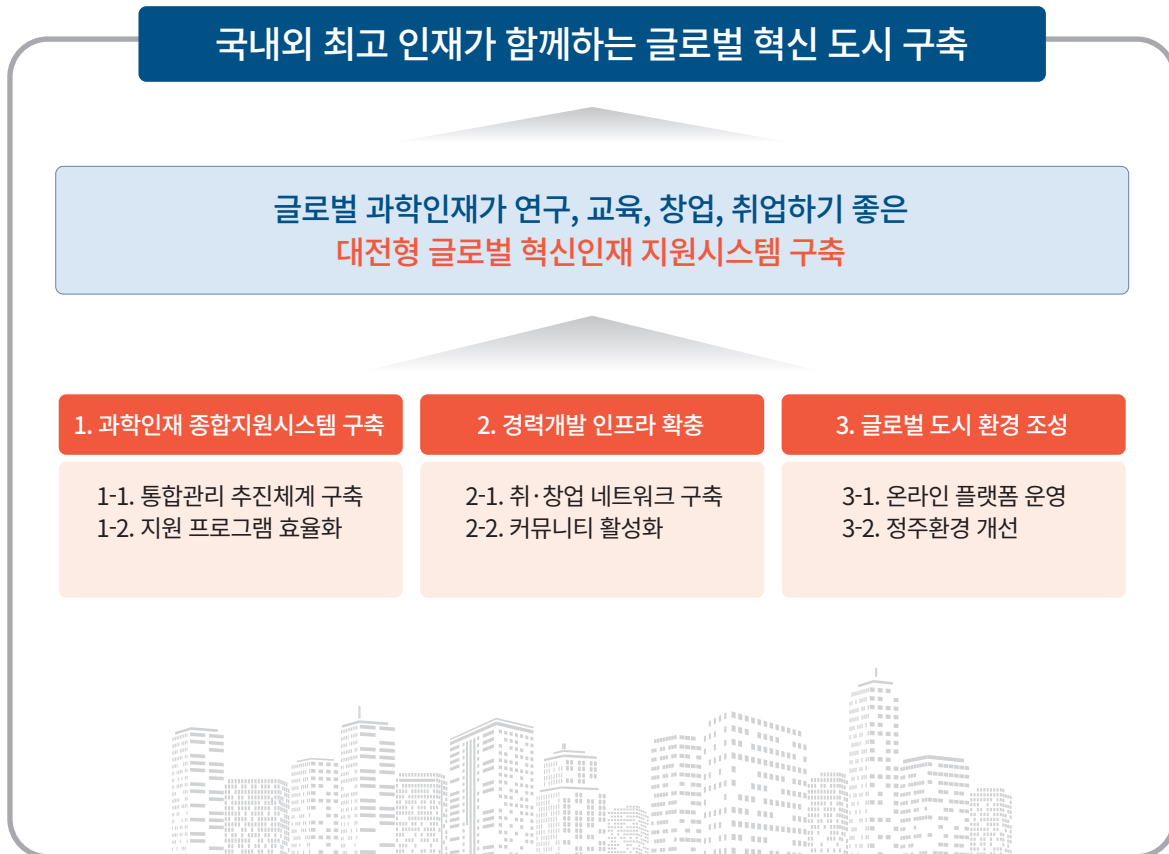 국내외 최고 인재가 함께하는 글로벌 혁신 도시 구축
글로벌 과학인재가 연구, 교육, 창업, 취업하기 좋은
대전형 글로벌 혁신인재 지원시스템 구축
1. 과학인재 종합지원시스템 구축
1-1. 통합관리 추진체계 구축
1-2. 지원 프로그램 효율화
2. 경력개발 인프라 확충
2-1. 취·창업 네트워크 구축
2-2. 커뮤니티 활성화
3. 글로벌 도시 환경 조성
3-1. 온라인 플랫폼 운영
3-2. 정주환경 개선